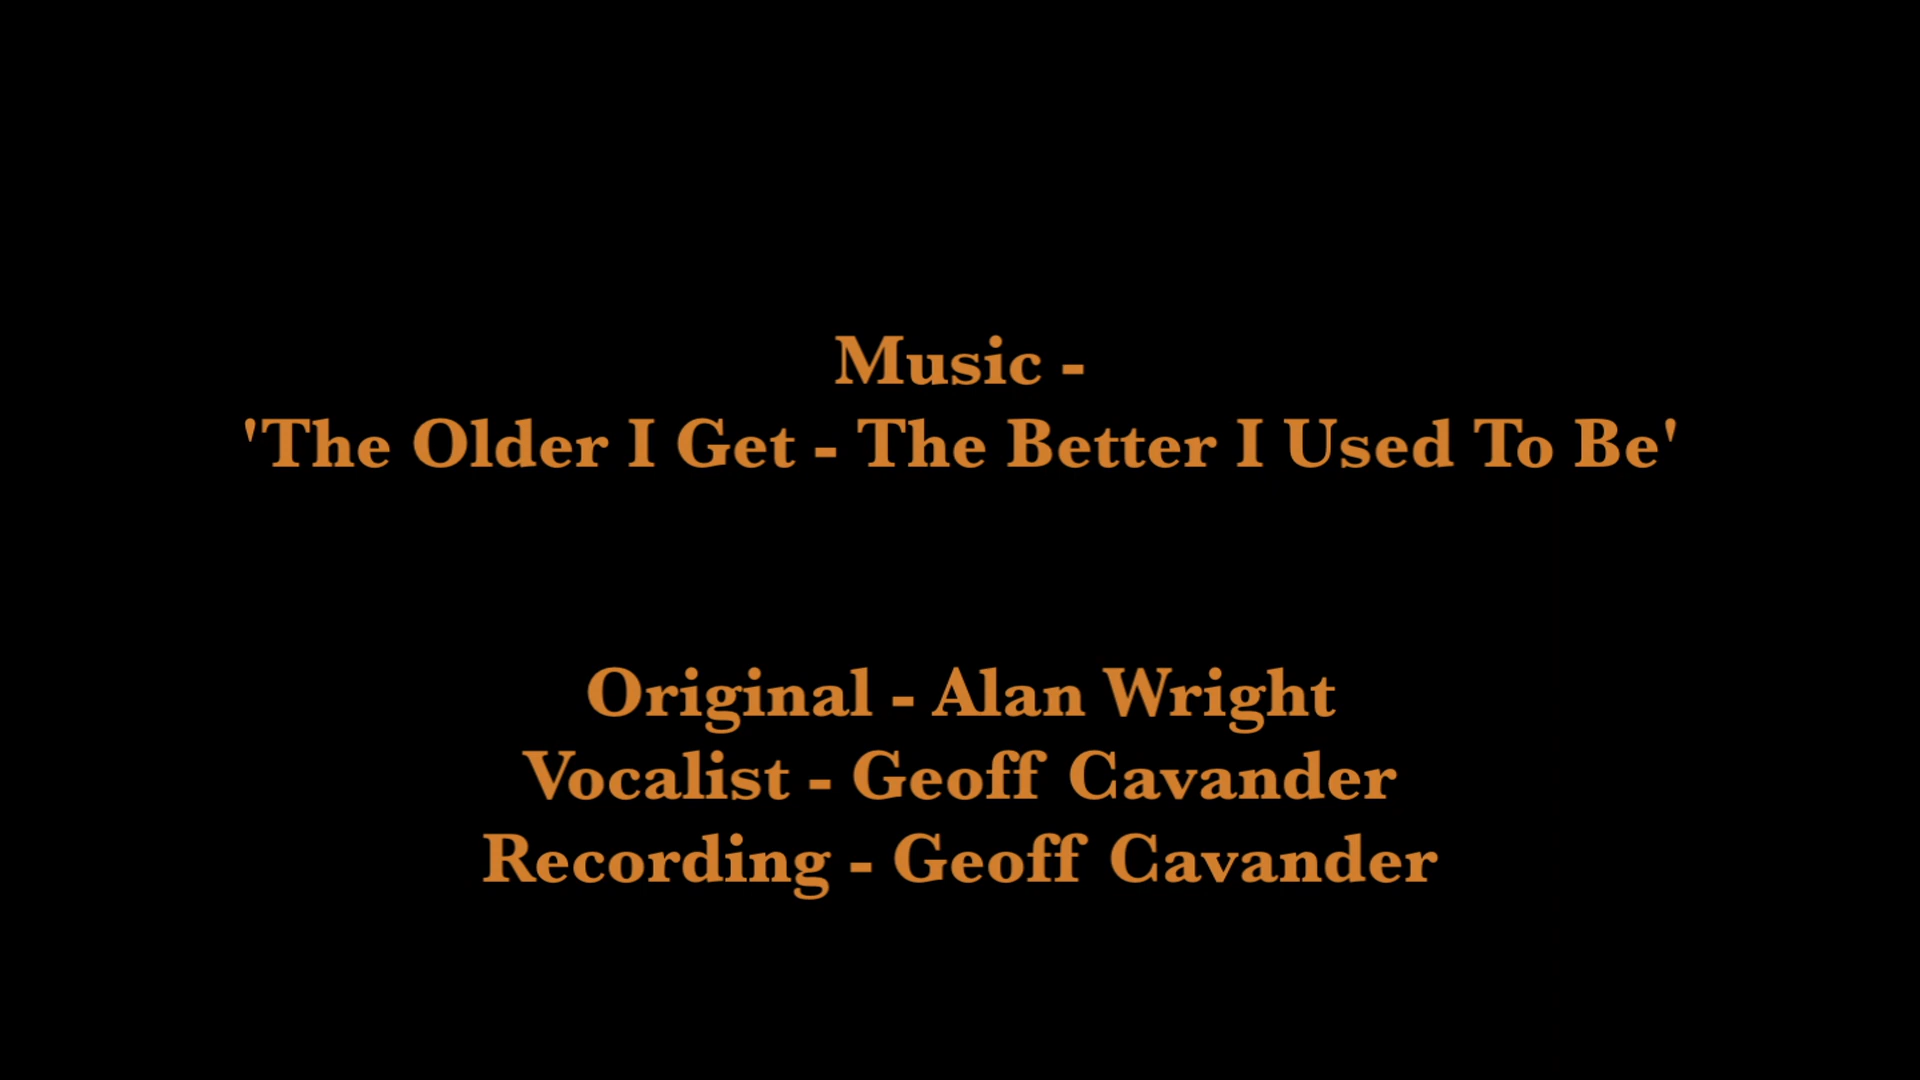 Music -
'The Older I Get - The Better I Used To Be'
Original - Alan Wright
Vocalist - Geoff Cavander
Recording - Geoff Cavander